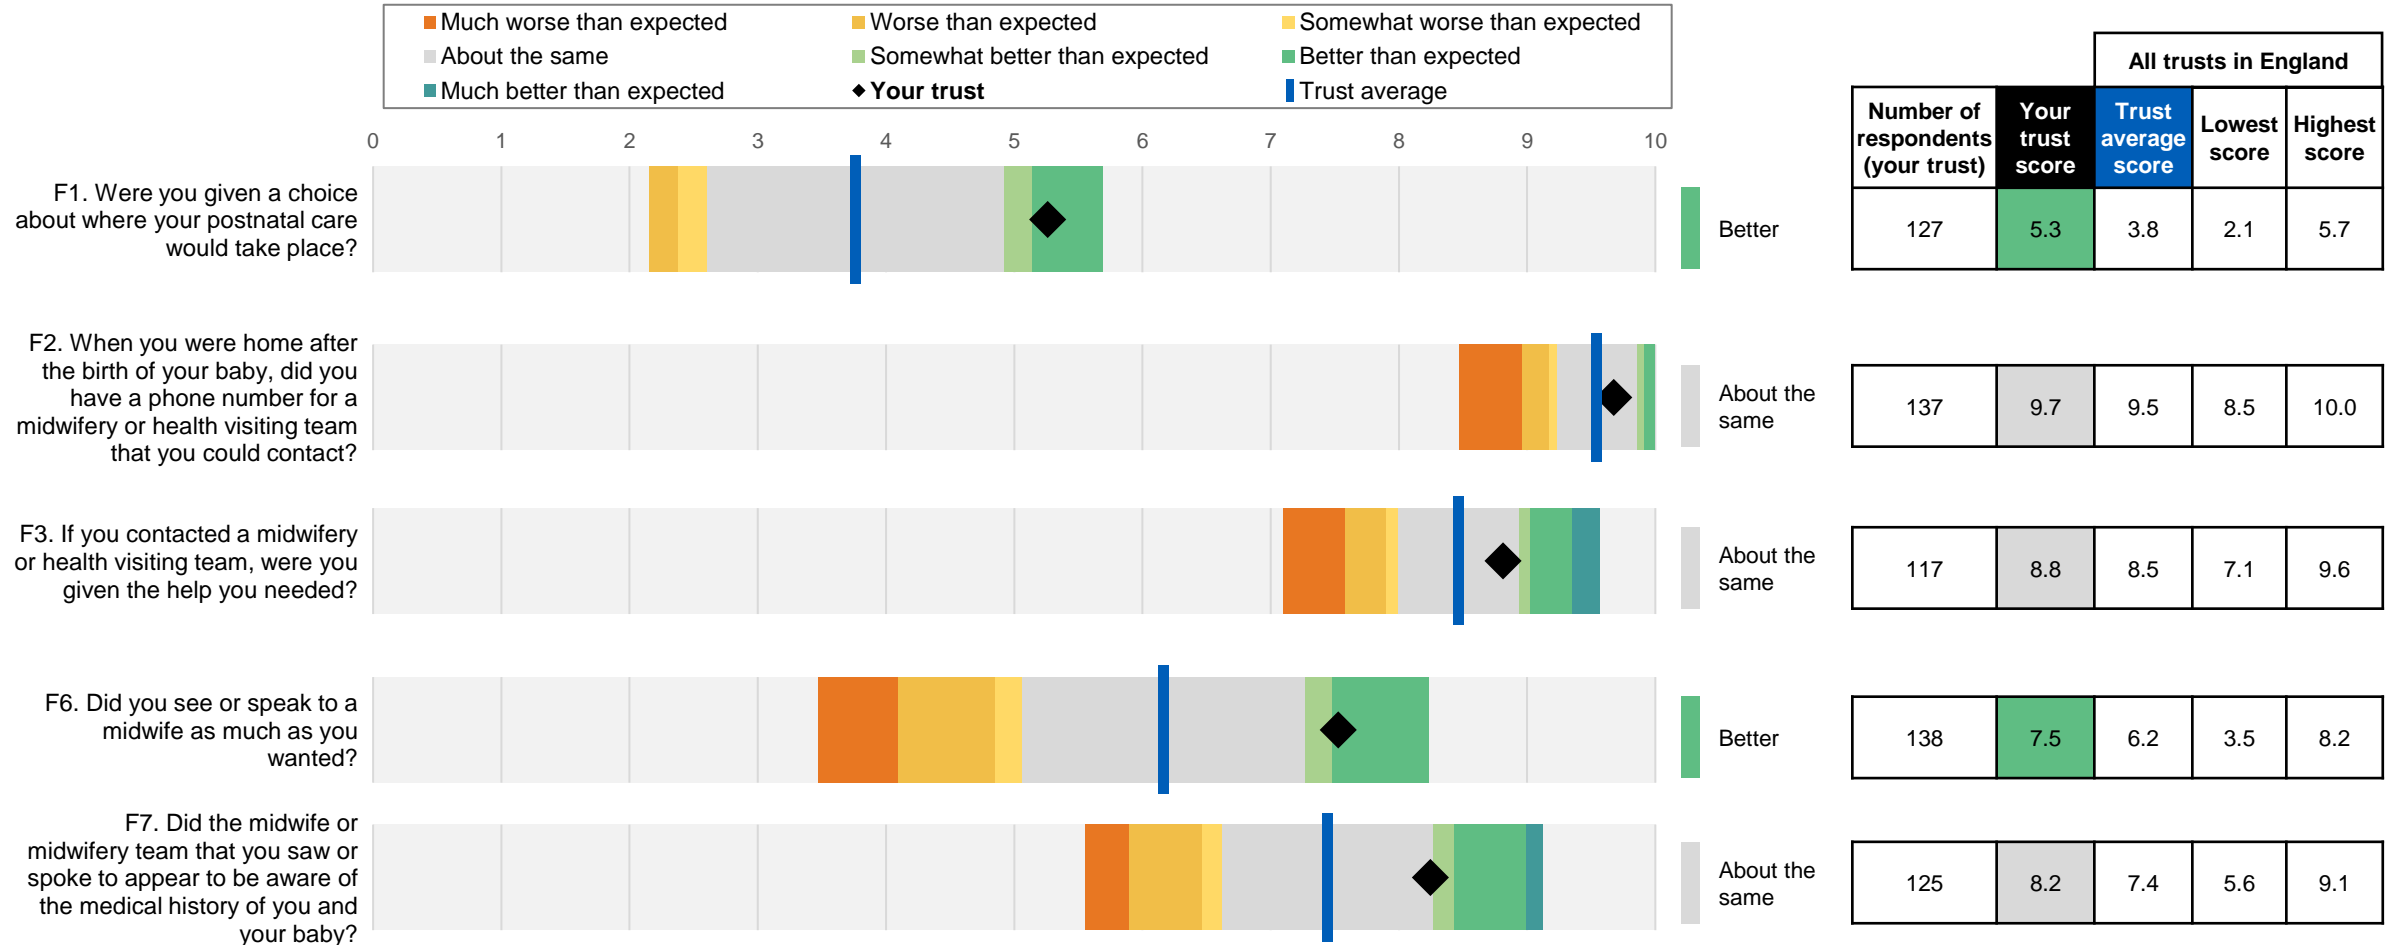 Much worse than expected
Worse than expected
Somewhat worse than expected
About the same
Somewhat better than expected
Better than expected
Much better than expected
Your trust
Trust average
All trusts in England
Number of respondents (your trust)
Your trust score
Trust average score
Lowest score
Highest score
0 1 2 3 4 5 6 7 8 9 10
F1. Were you given a choice
about where your postnatal care
would take place?
Better
127 5.3 3.8 2.1 5.7
F2. When you were home after
the birth of your baby, did you
have a phone number for a
midwifery or health visiting team
that you could contact?
About the
same
137 9.7 9.5 8.5 10.0
F3. If you contacted a midwifery
or health visiting team, were you
given the help you needed?
About the
same
117 8.8 8.5 7.1 9.6
F6. Did you see or speak to a
midwife as much as you
wanted?
Better
138 7.5 6.2 3.5 8.2
F7. Did the midwife or
midwifery team that you saw or
spoke to appear to be aware of
the medical history of you and
your baby?
About the
same
125 8.2 7.4 5.6 9.1